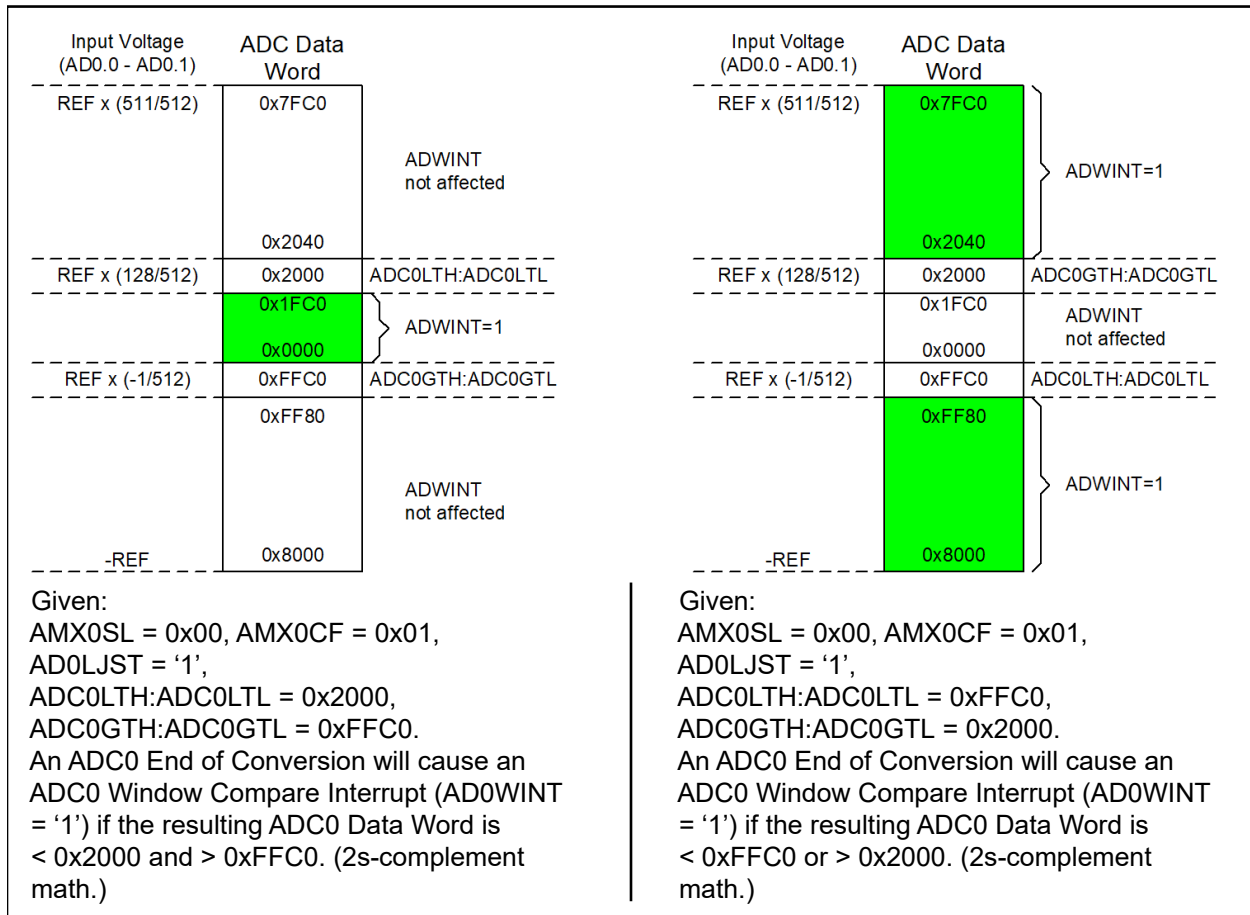 Input Voltage
(AD0.0 - AD0.1)
ADC Data
Word
REF x (511/512)
0x7FC0
ADWINT
not affected
0x2040
REF x (128/512)
0x2000
ADC0LTH:ADC0LTL
0x1FC0
ADWINT=1
0x0000
REF x (-1/512)
0xFFC0
ADC0GTH:ADC0GTL
0xFF80
ADWINT
not affected
-REF
0x8000
Given:
AMX0SL = 0x00, AMX0CF = 0x01,
AD0LJST = ‘1’,
ADC0LTH:ADC0LTL = 0x2000,
ADC0GTH:ADC0GTL = 0xFFC0.
An ADC0 End of Conversion will cause an
ADC0 Window Compare Interrupt (AD0WINT
= ‘1’) if the resulting ADC0 Data Word is
< 0x2000 and > 0xFFC0. (2s-complement
math.)
Input Voltage
(AD0.0 - AD0.1)
ADC Data
Word
REF x (511/512)
0x7FC0
ADWINT=1
0x2040
REF x (128/512)
0x2000
ADC0GTH:ADC0GTL
0x1FC0
ADWINT
not affected
0x0000
REF x (-1/512)
0xFFC0
ADC0LTH:ADC0LTL
0xFF80
ADWINT=1
-REF
0x8000
Given:
AMX0SL = 0x00, AMX0CF = 0x01,
AD0LJST = ‘1’,
ADC0LTH:ADC0LTL = 0xFFC0,
ADC0GTH:ADC0GTL = 0x2000.
An ADC0 End of Conversion will cause an
ADC0 Window Compare Interrupt (AD0WINT
= ‘1’) if the resulting ADC0 Data Word is
< 0xFFC0 or > 0x2000. (2s-complement
math.)